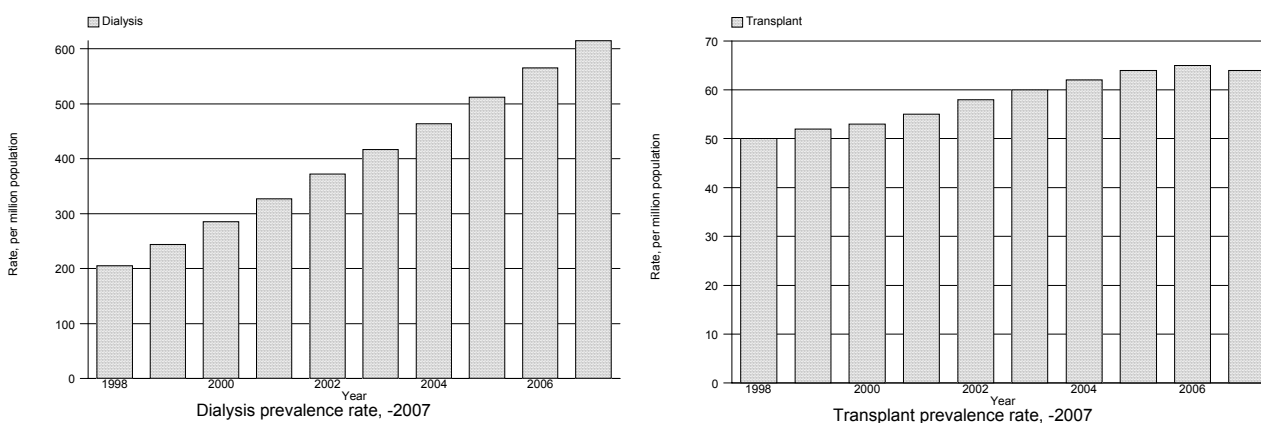 Dialysis
Rate, per million population
600
500
400
300
200
100
0
1998 2000 2002 2004 2006
Year
Dialysis prevalence rate, -2007
Transplant
Rate, per million population
70
60
50
40
30
20
10
0
1998 2000 2002 2004 2006
Year
Transplant prevalence rate, -2007